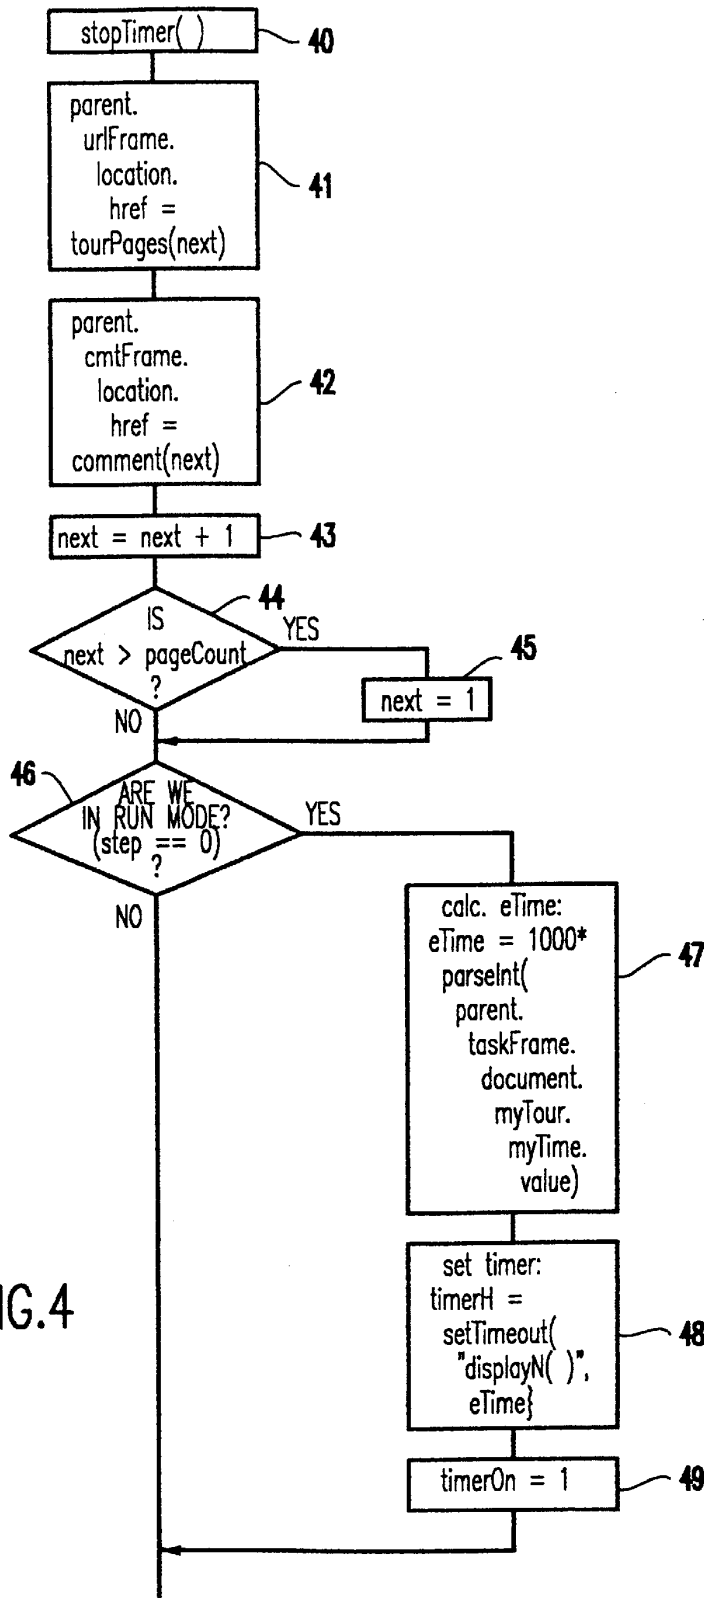 stopTimer( )
40
parent.
urlFrame.
location.
href =
tourPages(next)
41
parent.
cmtFrame.
location.
href =
comment(next)
42
next = next + 1
43
44
IS
next > pageCount
?
YES
45
next = 1
NO
46
ARE WE
IN RUN MODE?
(step == 0)
?
YES
NO
calc. eTime:
eTime = 1000*
parseInt(
parent.
taskFrame.
document.
myTour.
myTime.
value)
47
set timer:
timerH =
setTimeout(
"displayN( )",
eTime}
48
timerOn = 1
49
IG.4